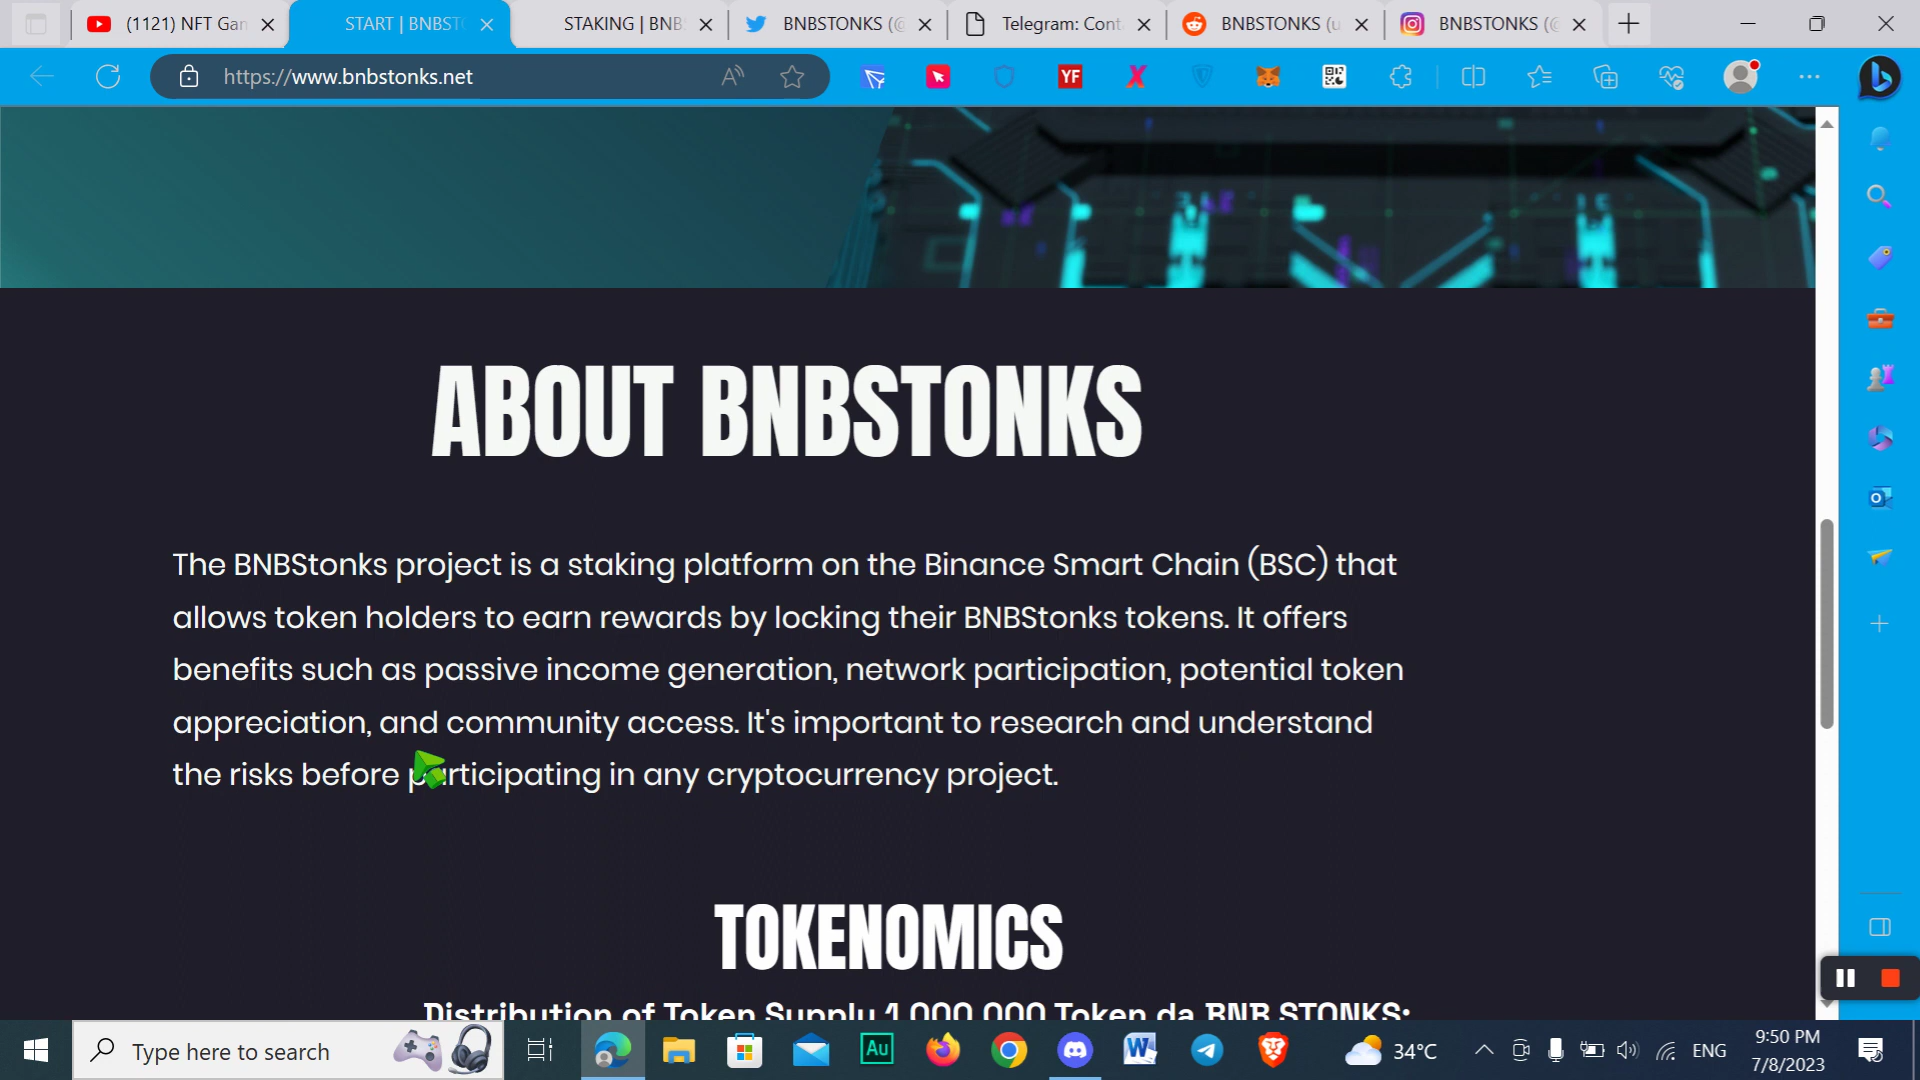 (1121) NFT Gan
START | BNBSTO
STAKING | BNB
BNBSTONKS (@
Telegram: Cont
BNBSTONKS (u
BNBSTONKS (@
https://www.bnbstonks.net
YF
X
ABOUT BNBSTONKS
The BNBStonks project is a staking platform on the Binance Smart Chain (BSC) that
allows token holders to earn rewards by locking their BNBStonks tokens. It offers
benefits such as passive income generation, network participation, potential token
appreciation, and community access. It's important to research and understand
the risks before participating in any cryptocurrency project.
TOKENOMICS
Distribution of Token Supply 1.000.000 Token da BNB STONKS:
Type here to search
Au
34°C
ENG
9:50 PM
7/8/2023